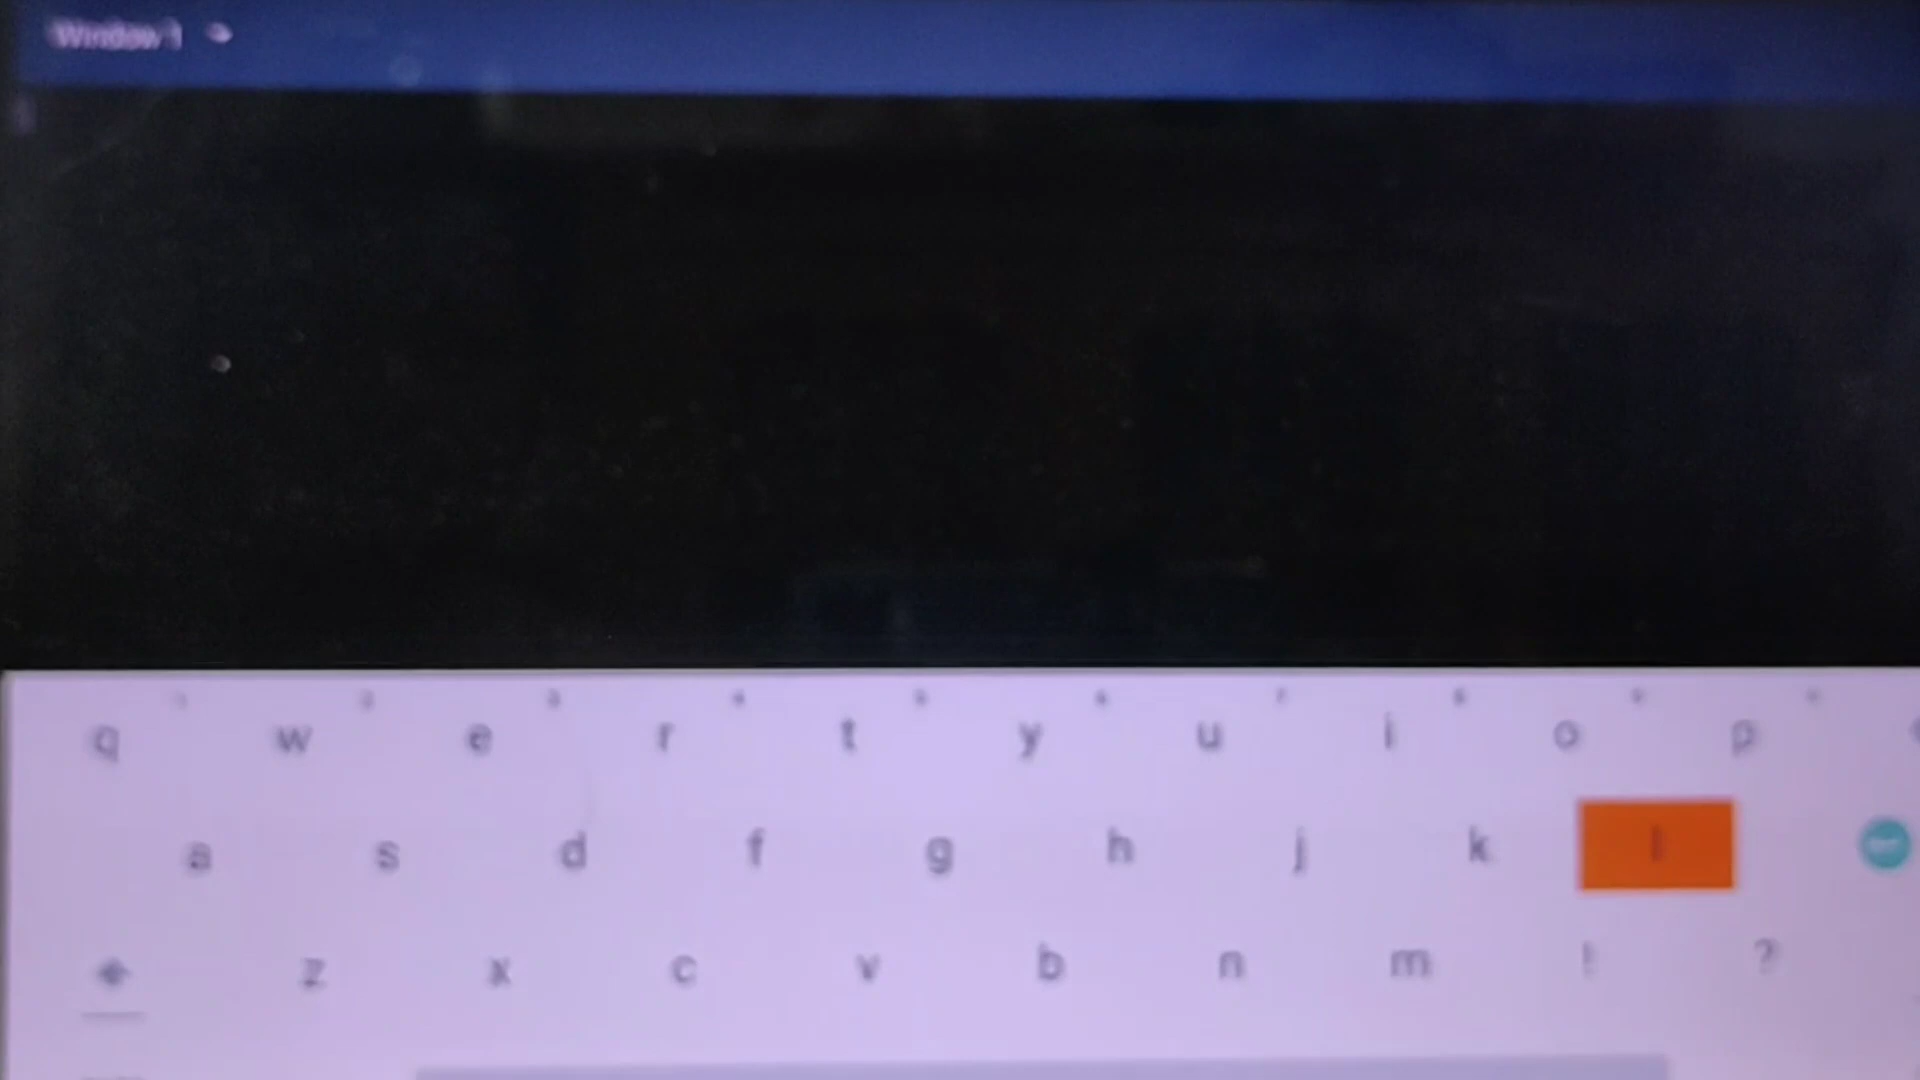 Window 1
q w e r t y u i o p
a s d f g h j k l
z x c v b n m ! ?